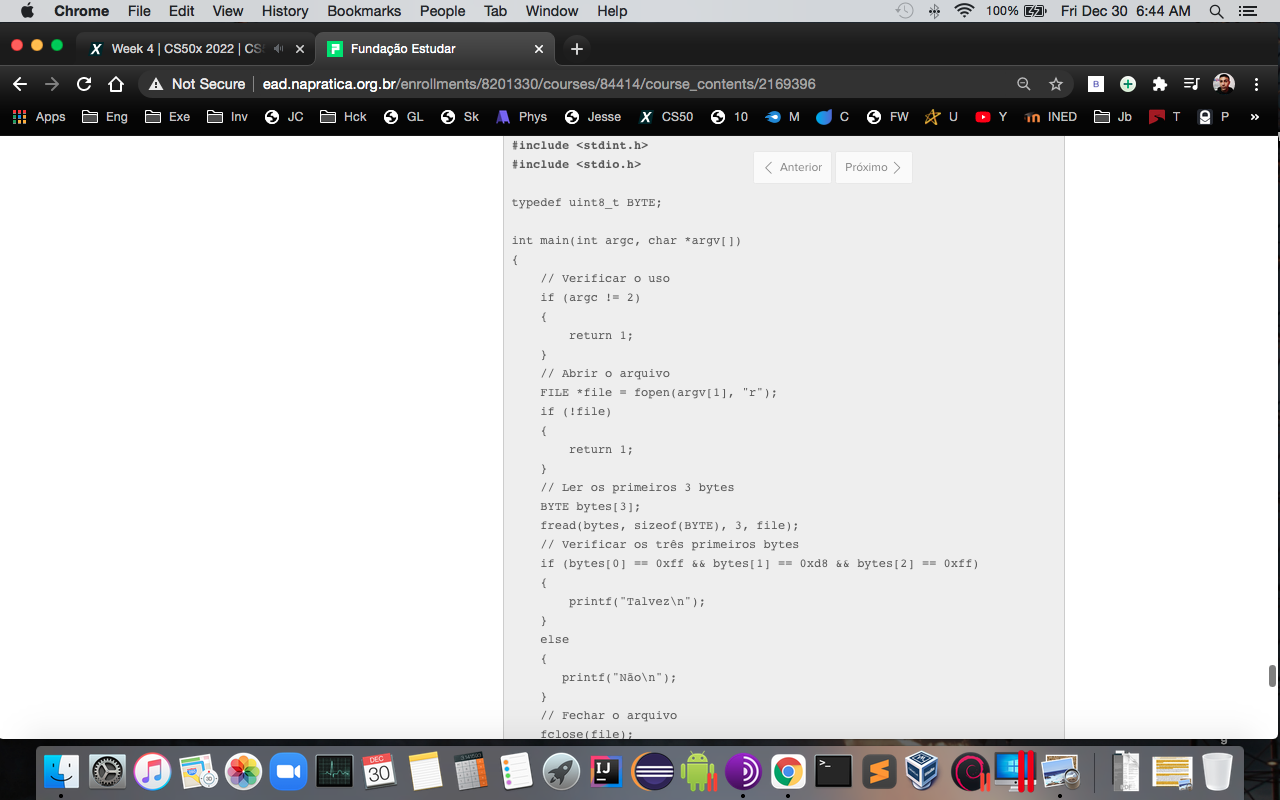 Chrome File Edit View History Bookmarks People Tab Window Help 100% Fri Dec 30 6:44 AM
Week 4 | CS50x 2022 | CS Fundação Estudar
Not Secure ead.napratica.org.br/enrollments/8201330/courses/84414/course_contents/2169396
Apps Eng Exe Inv JC Hck GL Sk Phys Jesse CS50 10 M C FW U Y INED Jb T P »
#include <stdint.h>
#include <stdio.h>
Anterior Próximo
typedef uint8_t BYTE;
int main(int argc, char *argv[])
{
// Verificar o uso
if (argc != 2)
{
return 1;
}
// Abrir o arquivo
FILE *file = fopen(argv[1], "r");
if (!file)
{
return 1;
}
// Ler os primeiros 3 bytes
BYTE bytes[3];
fread(bytes, sizeof(BYTE), 3, file);
// Verificar os três primeiros bytes
if (bytes[0] == 0xff && bytes[1] == 0xd8 && bytes[2] == 0xff)
{
printf("Talvez\n");
}
else
{
printf("Não\n");
}
// Fechar o arquivo
fclose(file);
DEC
30